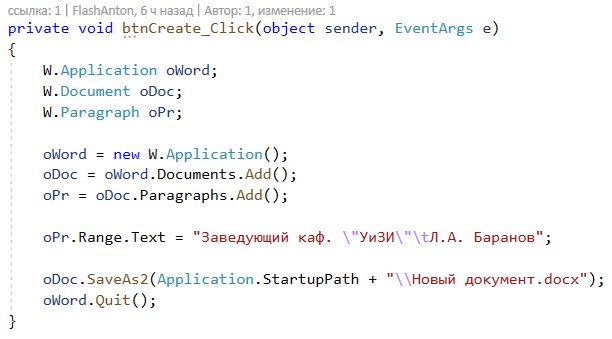 ссылка: 1 | FlashAnton, 6 ч назад | Автор: 1, изменение: 1
private void btnCreate_Click(object sender, EventArgs e)
{
W.Application oWord;
W.Document oDoc;
W.Paragraph oPr;
oWord = new W.Application();
oDoc = oWord.Documents.Add();
oPr = oDoc.Paragraphs.Add();
oPr.Range.Text = "Заведующий каф. \"УиЗИ\"\tЛ.А. Баранов";
oDoc.SaveAs2(Application.StartupPath + "\\Новый документ.docx");
oWord.Quit();
}